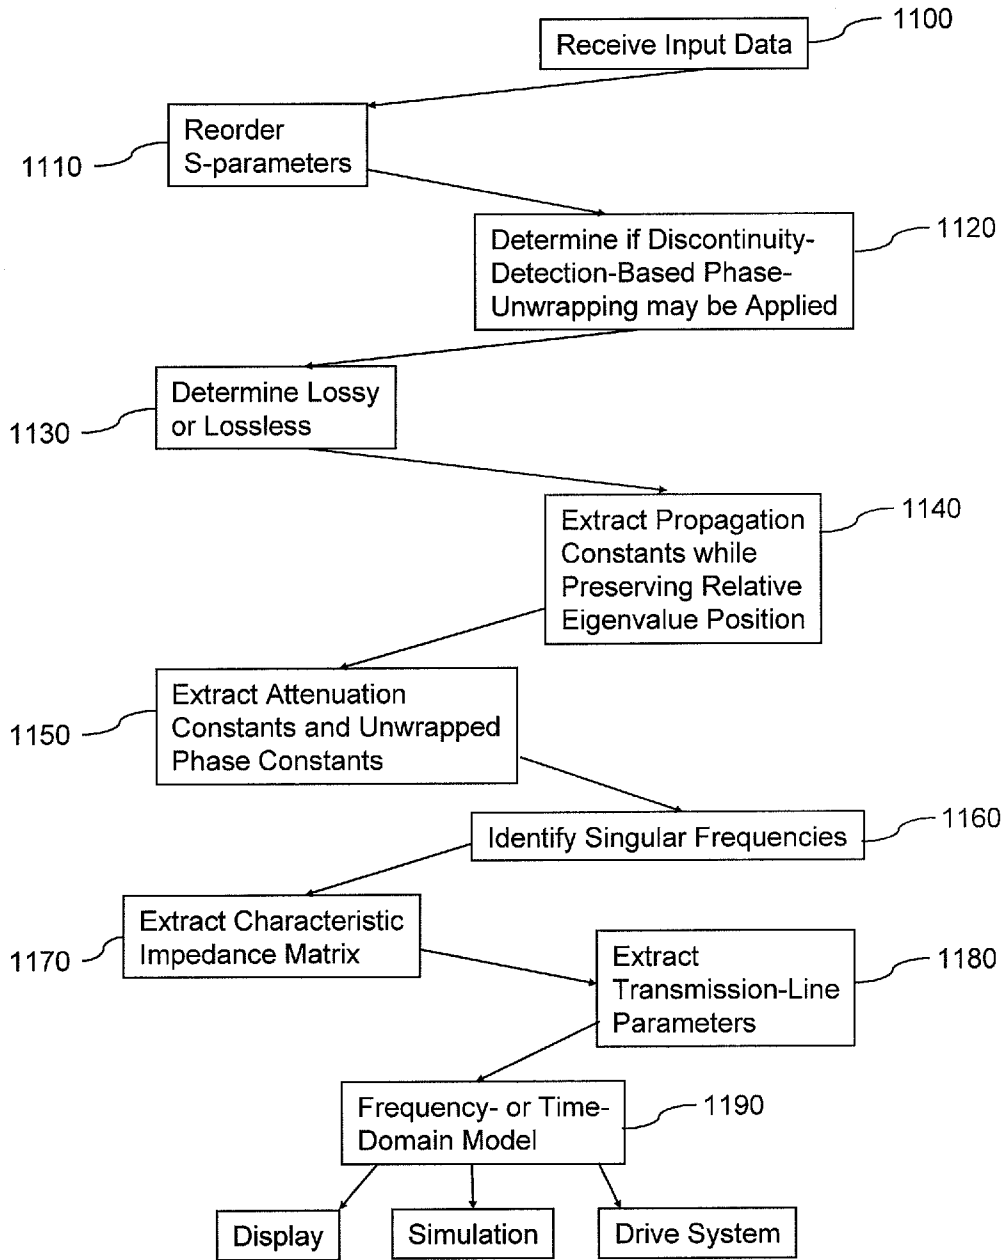 1100
Receive Input Data
Reorder
S-parameters
1110
1120
Determine if Discontinuity-
Detection-Based Phase-
Unwrapping may be Applied
Determine Lossy
or Lossless
1130
1140
Extract Propagation
Constants while
Preserving Relative
Eigenvalue Position
Extract Attenuation
Constants and Unwrapped
Phase Constants
1150
1160
Identify Singular Frequencies
Extract Characteristic
Impedance Matrix
1170
1180
Extract
Transmission-Line
Parameters
1190
Frequency- or Time-
Domain Model
Display
Simulation
Drive System